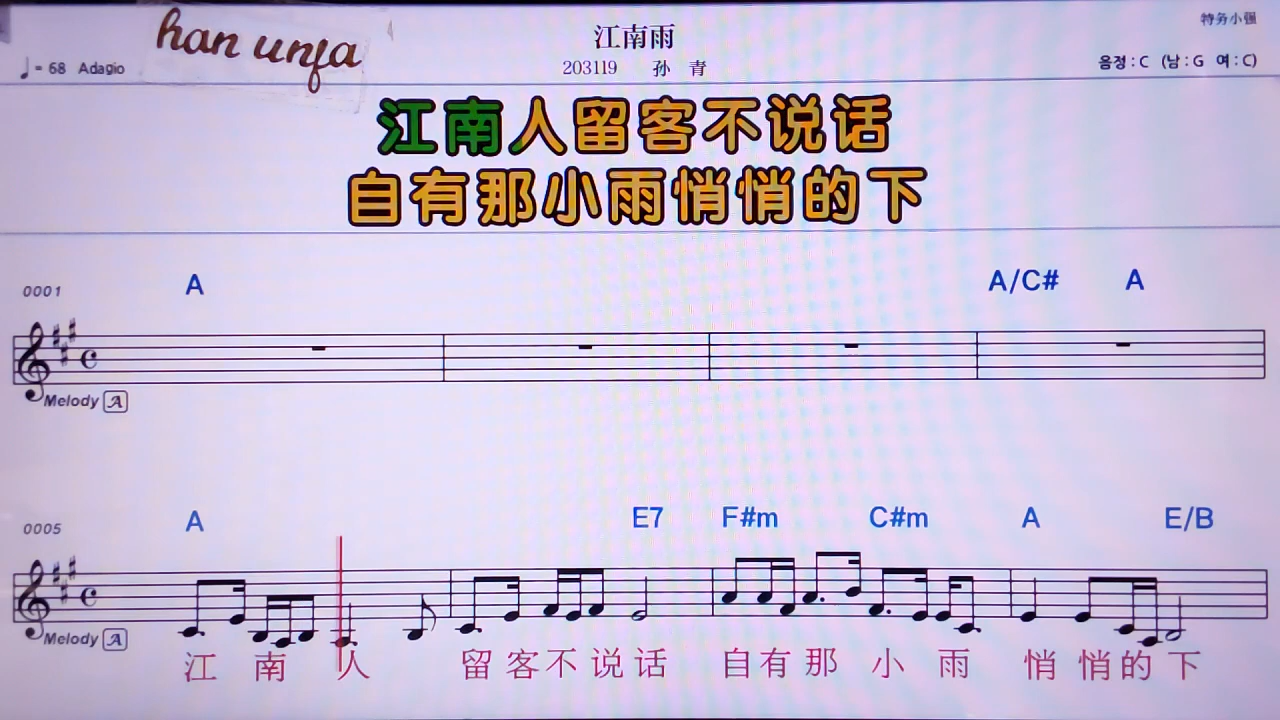 han unfa
特务小强
江南雨
♩= 68 Adagio
203119 孙 青
음정 : C (남 : G 여 : C)
江南人留客不说话
自有那小雨悄悄的下
0001 A A/C# A
Melody A
0005 A E7 F#m C#m A E/B
Melody A
江 南 人 留 客 不 说 话 自 有 那 小 雨 悄 悄 的 下